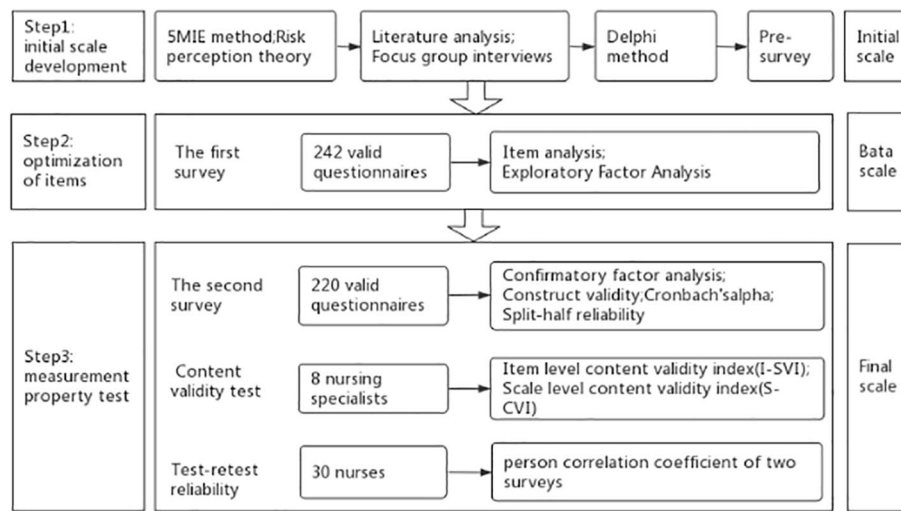 Step1:
initial scale
development
5MIE method;Risk
perception theory
Literature analysis;
Focus group interviews
Delphi
method
Pre-
survey
Initial
scale
Step2:
optimization
of items
The first
survey
242 valid
questionnaires
Item analysis;
Exploratory Factor Analysis
Bata
scale
Step3:
measurement
property test
The second
survey
220 valid
questionnaires
Confirmatory factor analysis;
Construct validity;Cronbach'salpha;
Split-half reliability
Content
validity test
8 nursing
specialists
Item level content validity index(I-SVI);
Scale level content validity index(S-
CVI)
Test-retest
reliability
30 nurses
person correlation coefficient of two
surveys
Final
scale